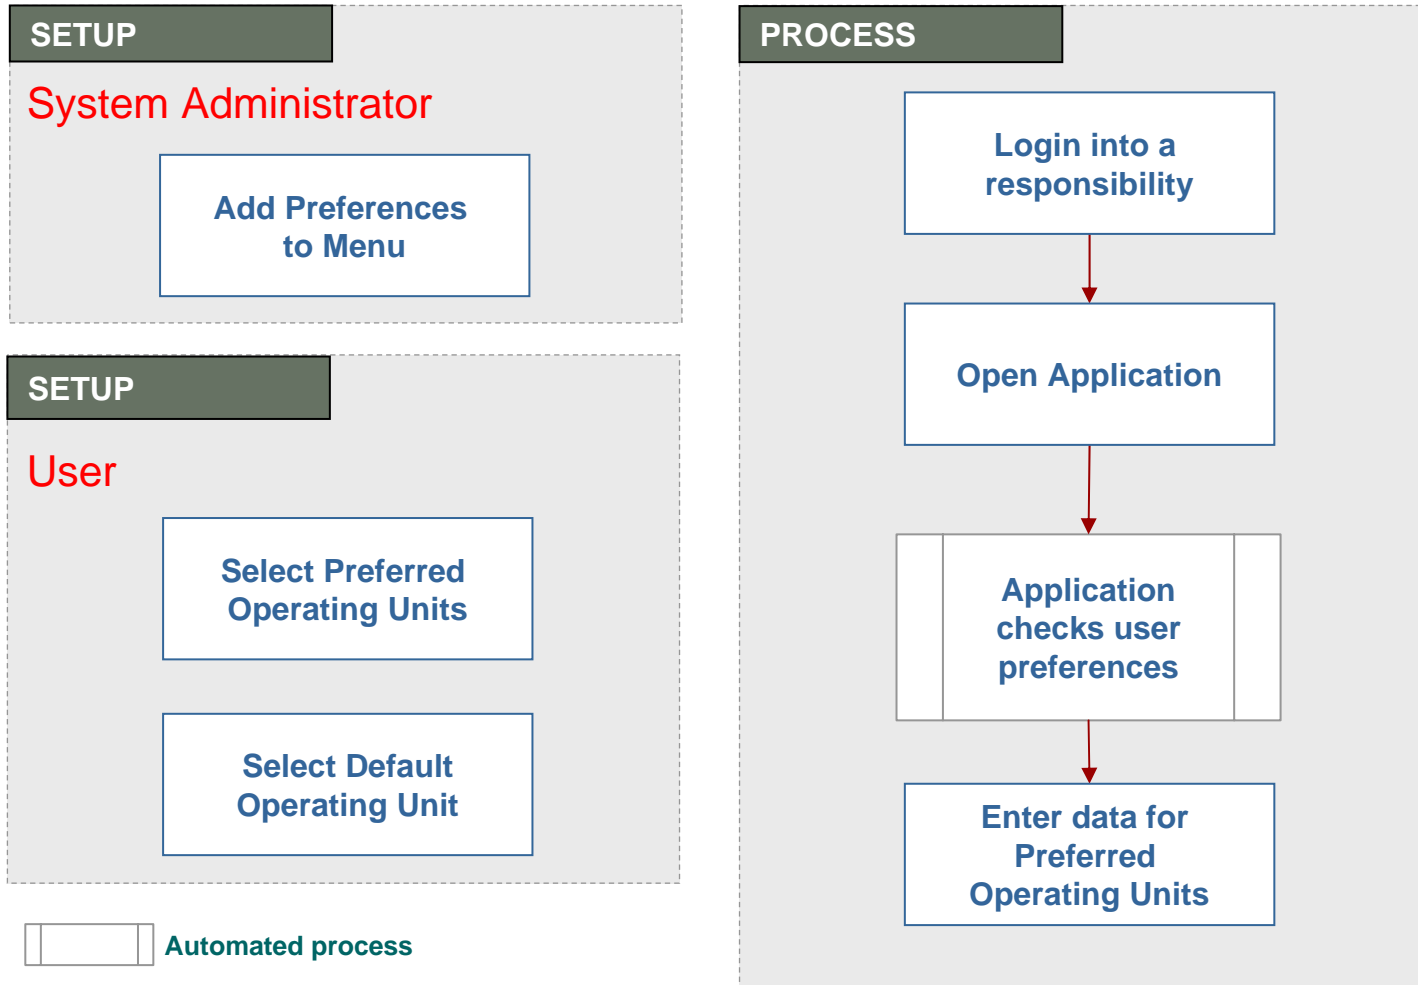 SETUP
System Administrator
Add Preferences
to Menu
SETUP
User
Select Preferred
Operating Units
Select Default
Operating Unit
Automated process
PROCESS
Login into a
responsibility
Open Application
Application
checks user
preferences
Enter data for
Preferred
Operating Units